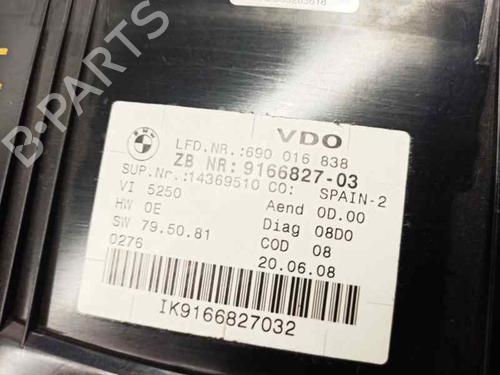 B-PARTS
BMW
VDO
LFD.NR.:690 016 838
ZB NR: 9166827-03
SUP.Nr.:14369510 CO: SPAIN-2
VI 5250 Aend 0D.00
HW 0E Diag 08D0
SW 79.50.81 COD 08
0276 20.06.08
IK9166827032